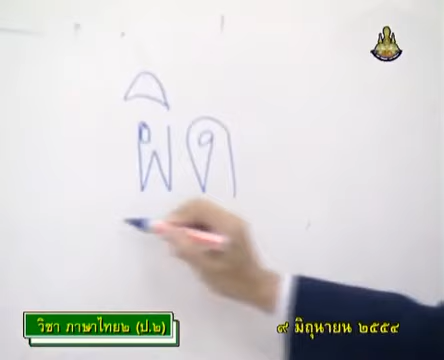 ผิด
วิชา ภาษาไทย๒ (ป.๒)
๙ มิถุนายน ๒๕๕๔